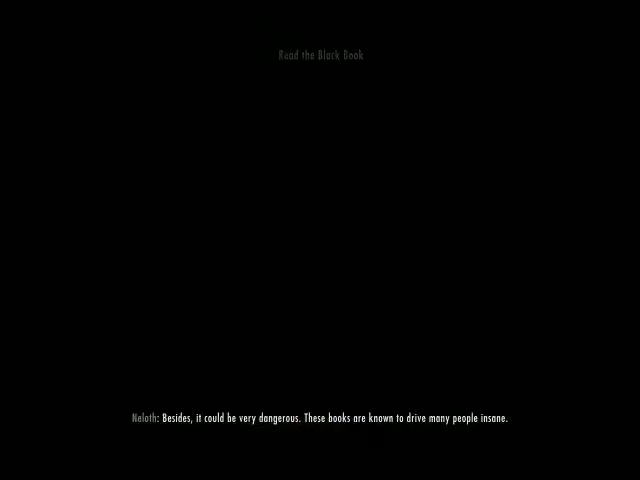 Read the Black Book
Neloth: Besides, it could be very dangerous. These books are known to drive many people insane.